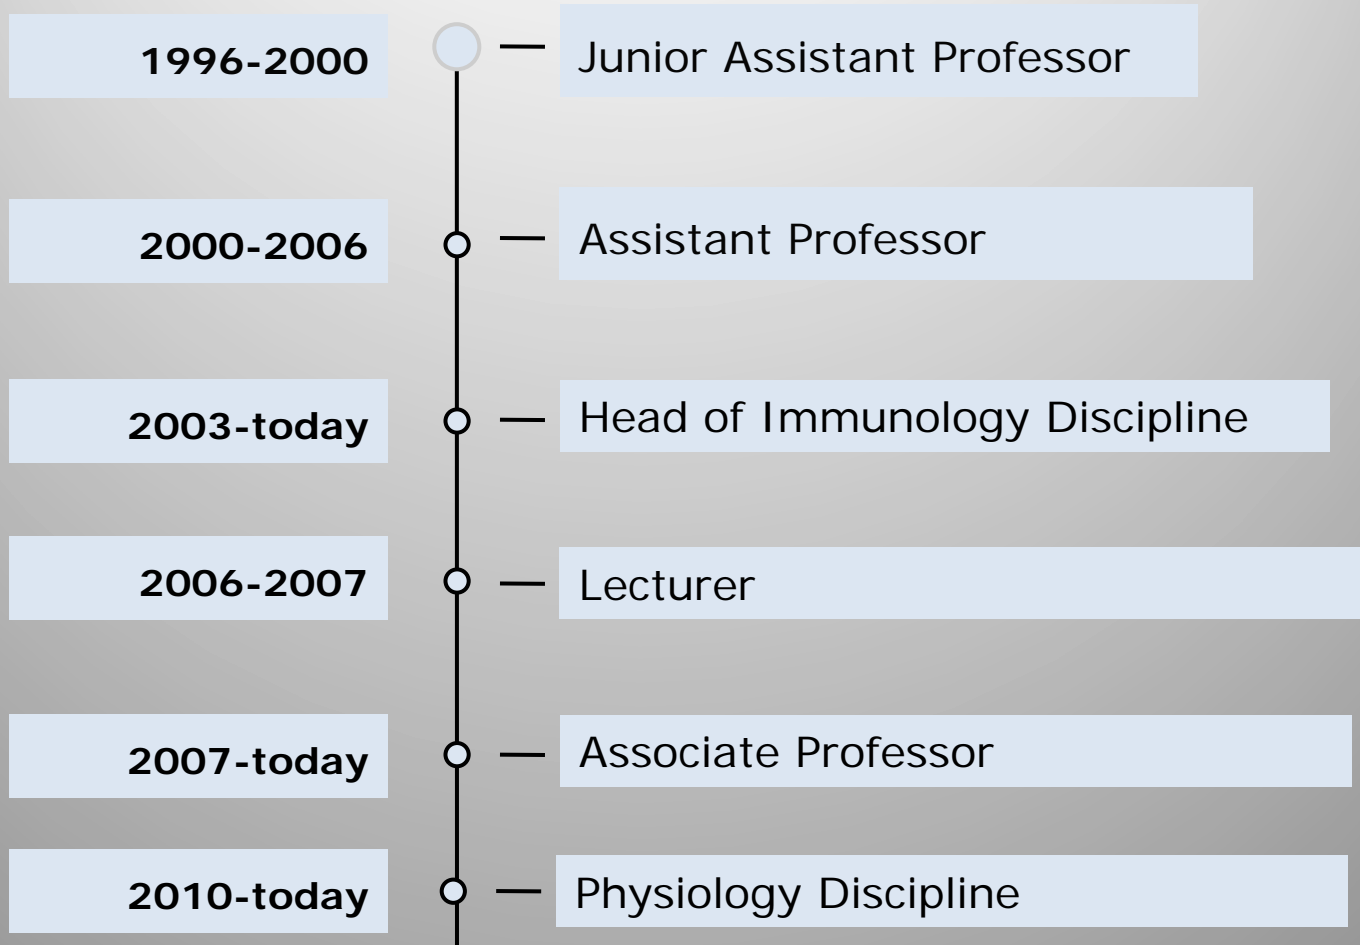 1996-2000
Junior Assistant Professor
2000-2006
Assistant Professor
2003-today
Head of Immunology Discipline
2006-2007
Lecturer
2007-today
Associate Professor
2010-today
Physiology Discipline